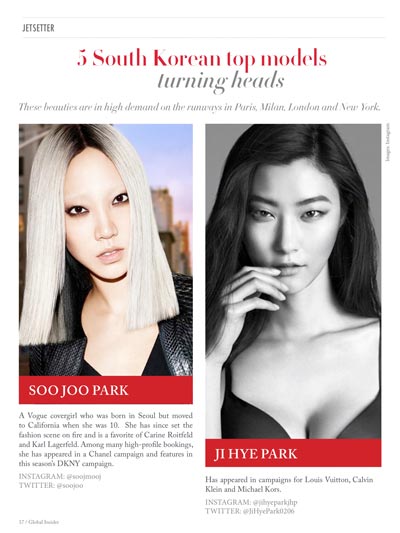 JETSETTER
5 South Korean top models
turning heads
These beauties are in high demand on the runways in Paris, Milan, London and New York.
Images: Instagram
SOO JOO PARK
A Vogue covergirl who was born in Seoul but moved
to California when she was 10. She has since set the
fashion scene on fire and is a favorite of Carine Roitfeld
and Karl Lagerfeld. Among many high-profile bookings,
she has appeared in a Chanel campaign and features in
this season's DKNY campaign.
INSTAGRAM: @soojmooj
TWITTER: @soojoo
JI HYE PARK
Has appeared in campaigns for Louis Vuitton, Calvin
Klein and Michael Kors.
INSTAGRAM: @jihyeparkjhp
TWITTER: @JiHyePark0206
37 / Global Insider